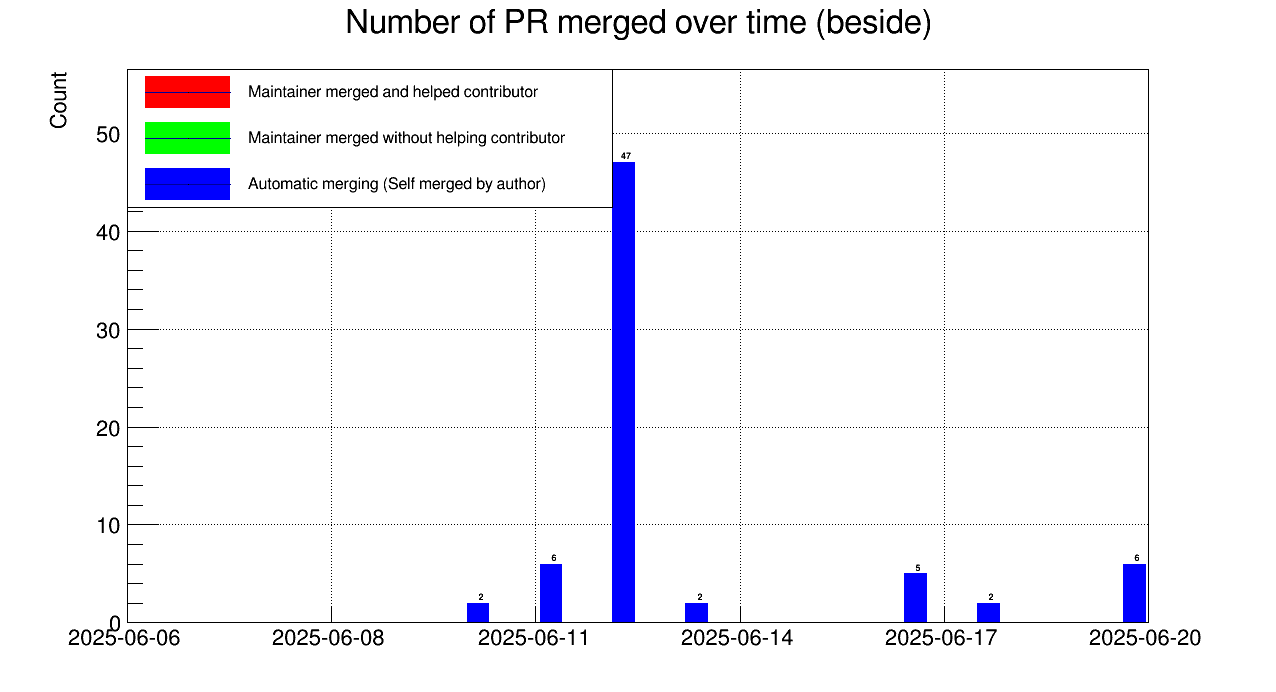 Number of PR merged over time (beside)
Count
Maintainer merged and helped contributor
Maintainer merged without helping contributor
Automatic merging (Self merged by author)
50
40
30
20
10
0
47
2
6
2
5
2
6
2025-06-06 2025-06-08 2025-06-11 2025-06-14 2025-06-17 2025-06-20